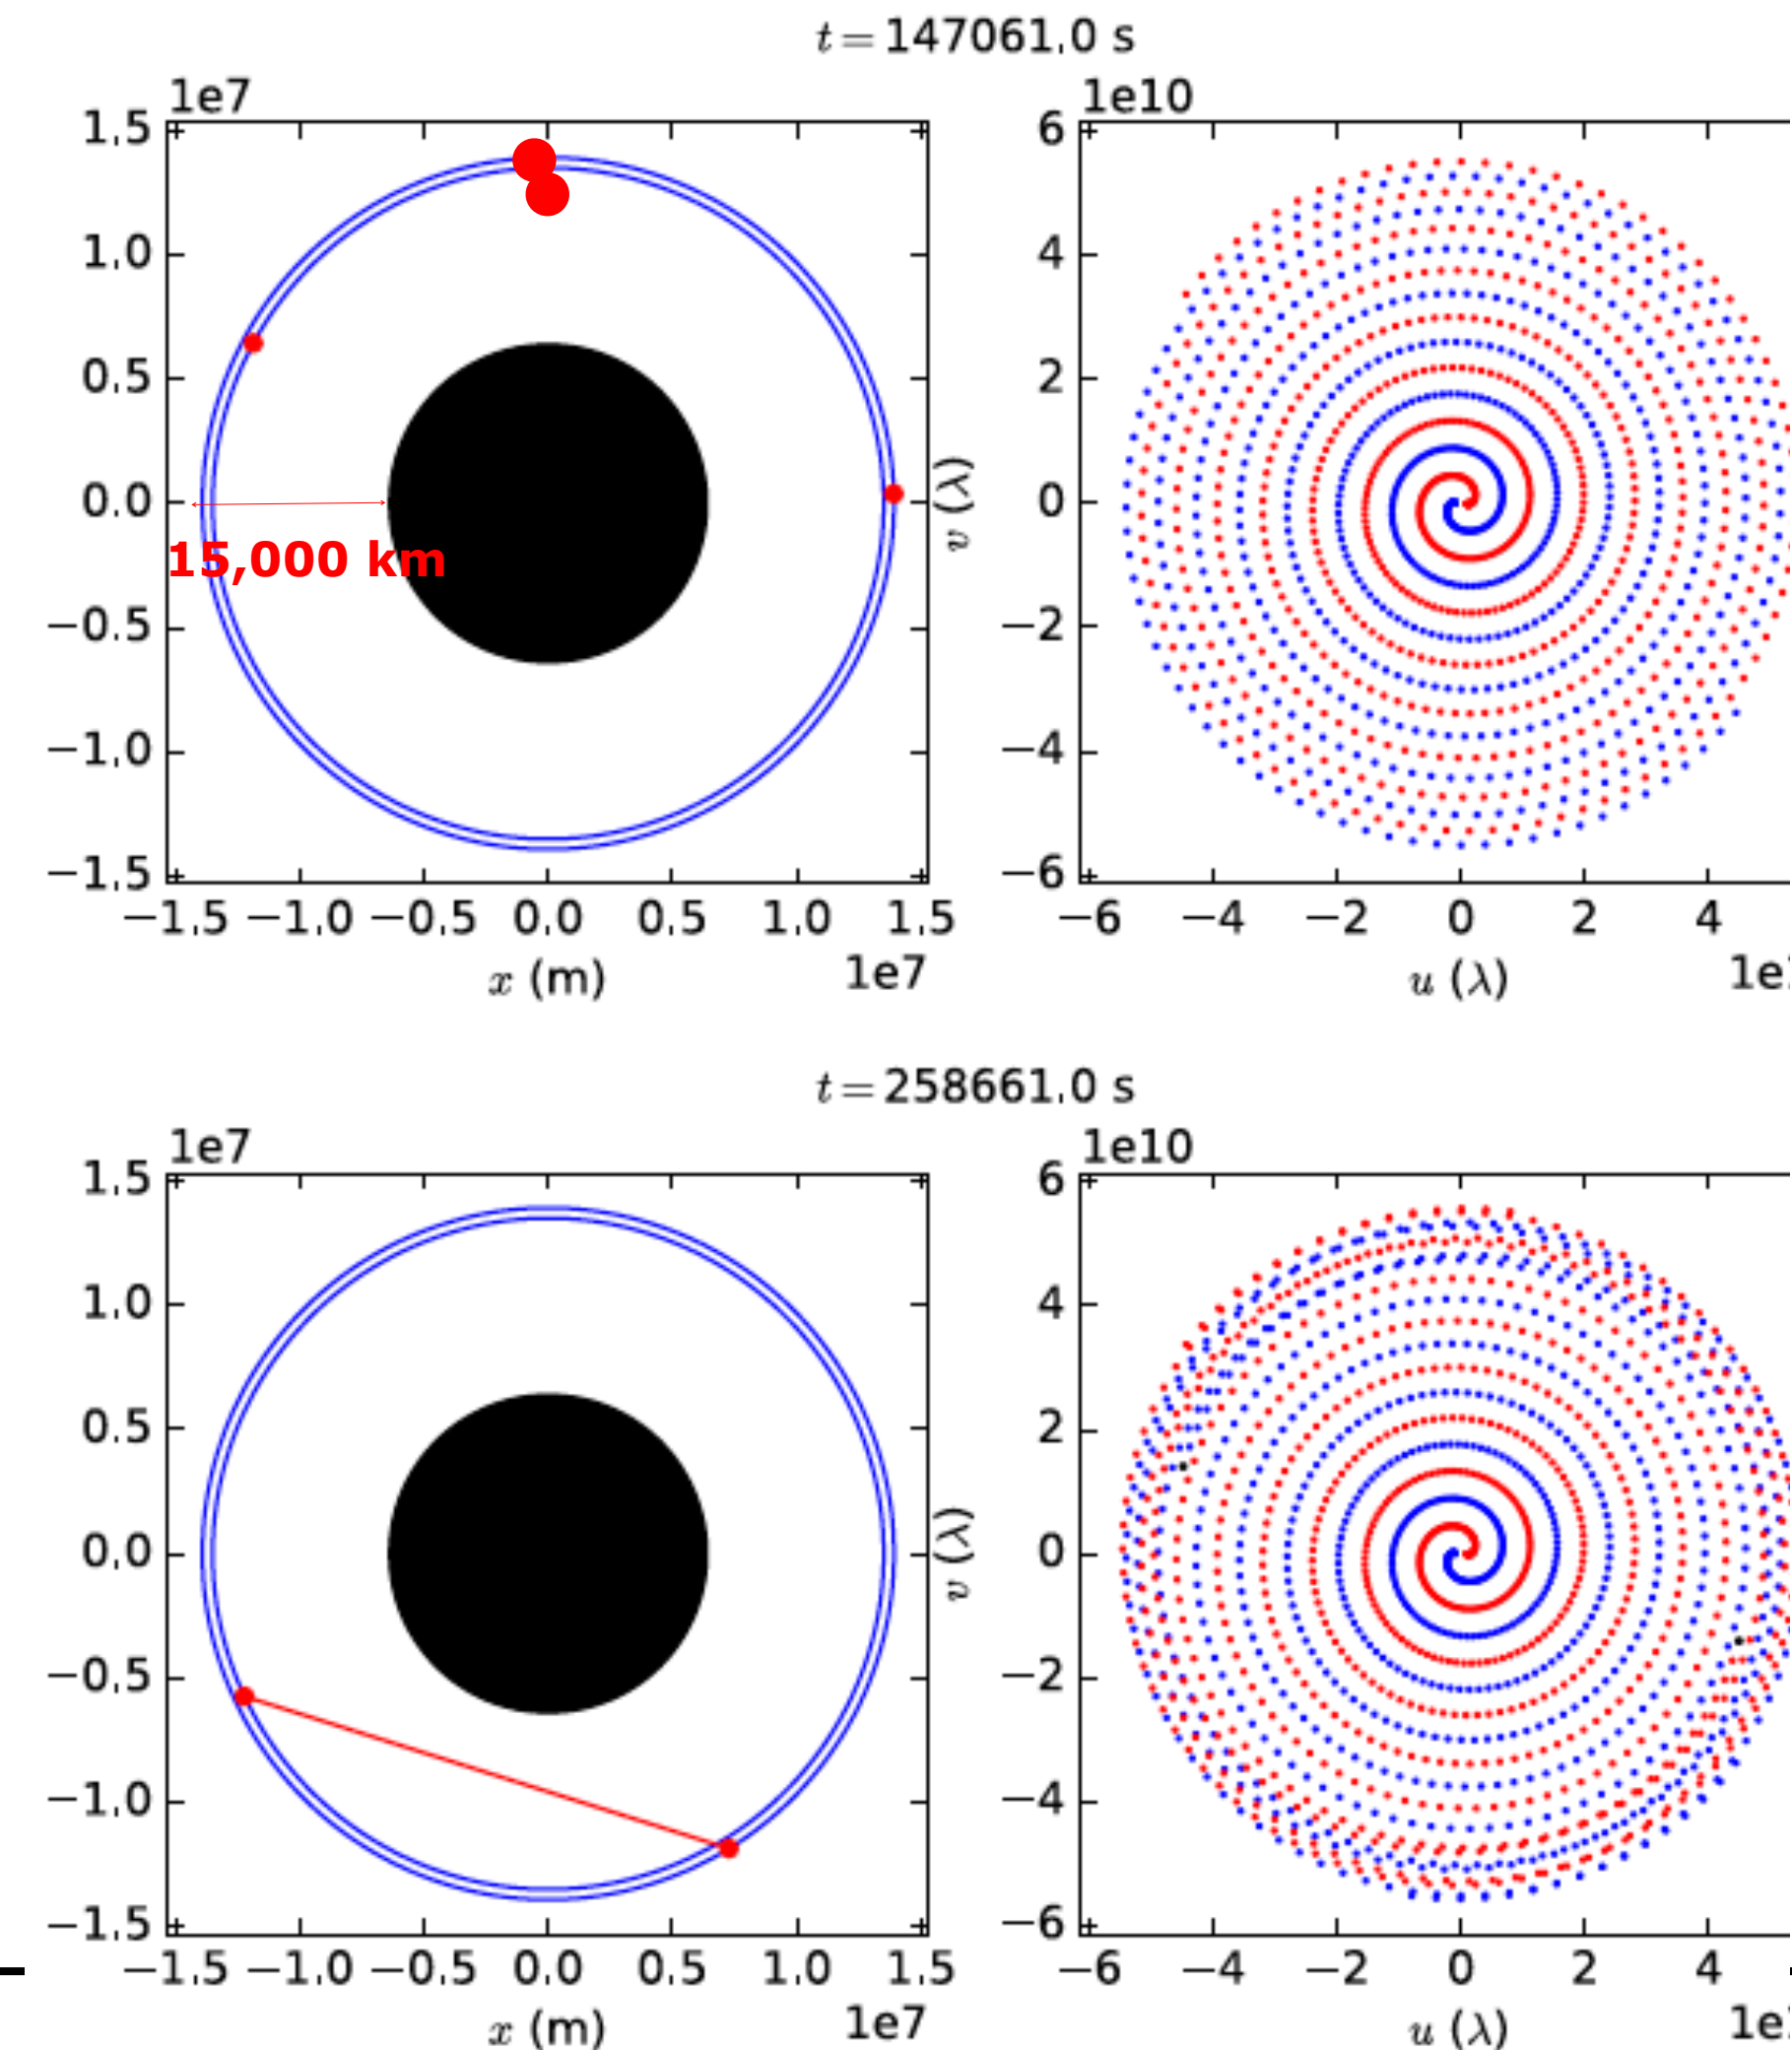 t = 147061.0 s
1e7
1.5
1.0
0.5
0.0
−0.5
−1.0
−1.5
15,000 km
−1.5 −1.0 −0.5 0.0 0.5 1.0 1.5
x (m)
1e7
1e10
6
4
2
0
−2
−4
−6
v (λ)
−6 −4 −2 0 2 4
u (λ)
1e
t = 258661.0 s
1e7
1.5
1.0
0.5
0.0
−0.5
−1.0
−1.5
−1.5 −1.0 −0.5 0.0 0.5 1.0 1.5
x (m)
1e7
1e10
6
4
2
0
−2
−4
−6
v (λ)
−6 −4 −2 0 2 4
u (λ)
1e